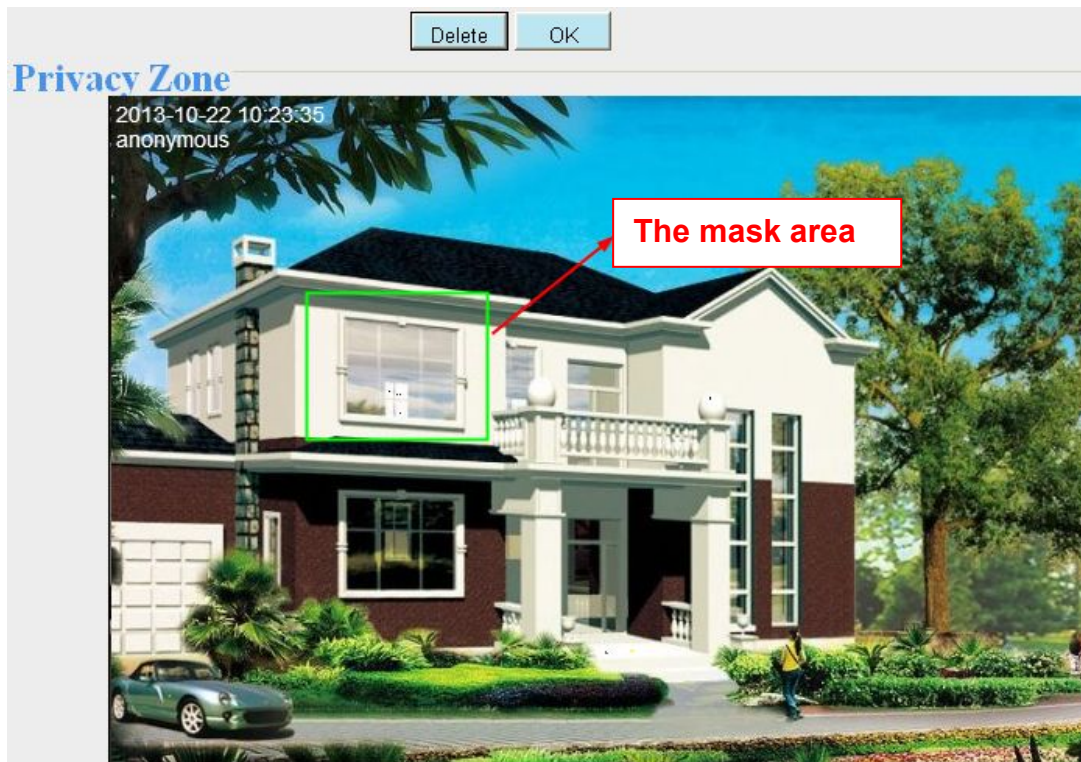 Delete OK
Privacy Zone
2013-10-22 10:23:35
anonymous
The mask area